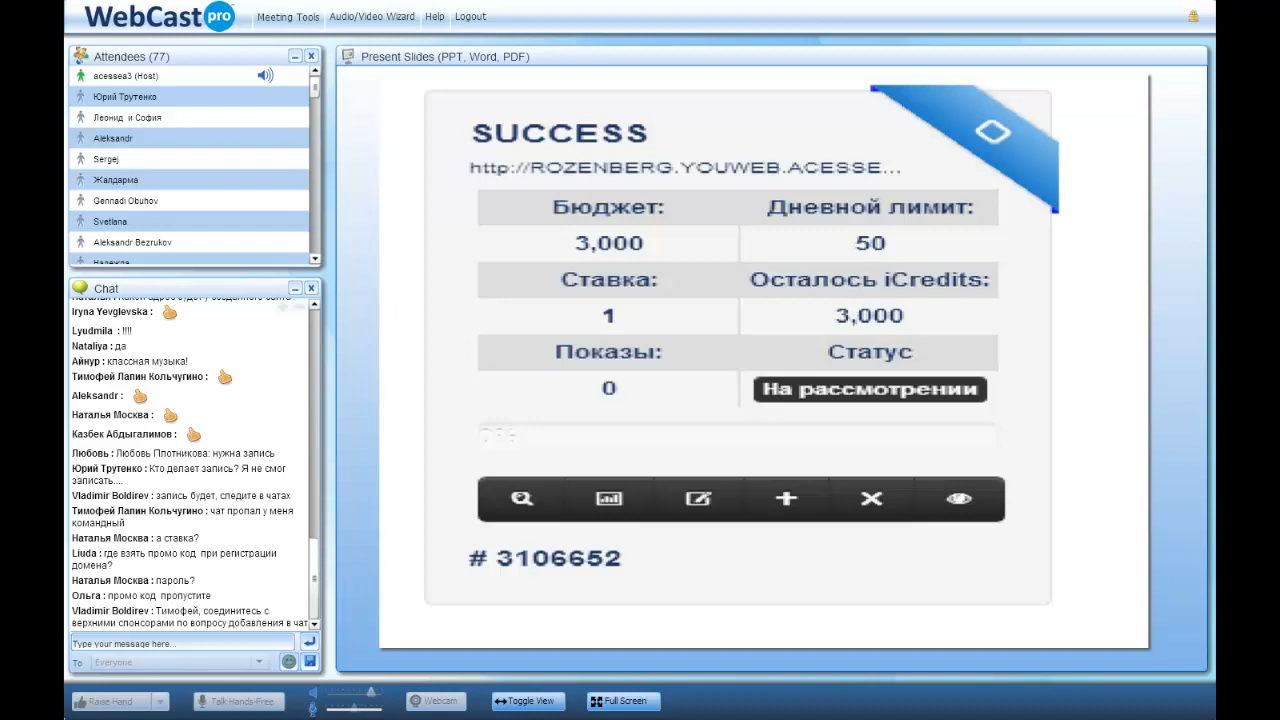 WebCast pro
Meeting Tools Audio/Video Wizard Help Logout
Attendees (77)
acessea3 (Host)
Юрий Трутенко
Леонид и София
Aleksandr
Sergej
Жалдарма
Gennadi Obuhov
Svetlana
Aleksandr Bezrukov
Надежда
Chat
Iryna Yevglevska :
Lyudmila : !!!!
Nataliya : да
Айнур : классная музыка!
Тимофей Лапин Кольчугино :
Aleksandr :
Наталья Москва :
Казбек Абдыгалимов :
Любовь : Любовь Плотникова: нужна запись
Юрий Трутенко : Кто делает запись? Я не смог
записать....
Vladimir Boldirev : запись будет, следите в чатах
Тимофей Лапин Кольчугино : чат пропал у меня
командный
Наталья Москва : а ставка?
Liuda : где взять промо код при регистрации
домена?
Наталья Москва : пароль?
Ольга : промо код пропустите
Vladimir Boldirev : Тимофей, соединитесь с
верхними спонсорами по вопросу добавления в чат
Type your message here...
To Everyone
Present Slides (PPT, Word, PDF)
SUCCESS
http://ROZENBERG.YOUWEB.ACESSE...
Бюджет: Дневной лимит:
3,000 50
Ставка: Осталось iCredits:
1 3,000
Показы: Статус
0 На рассмотрении
# 3106652
Raise Hand Talk Hands-Free Webcam Toggle View Full Screen